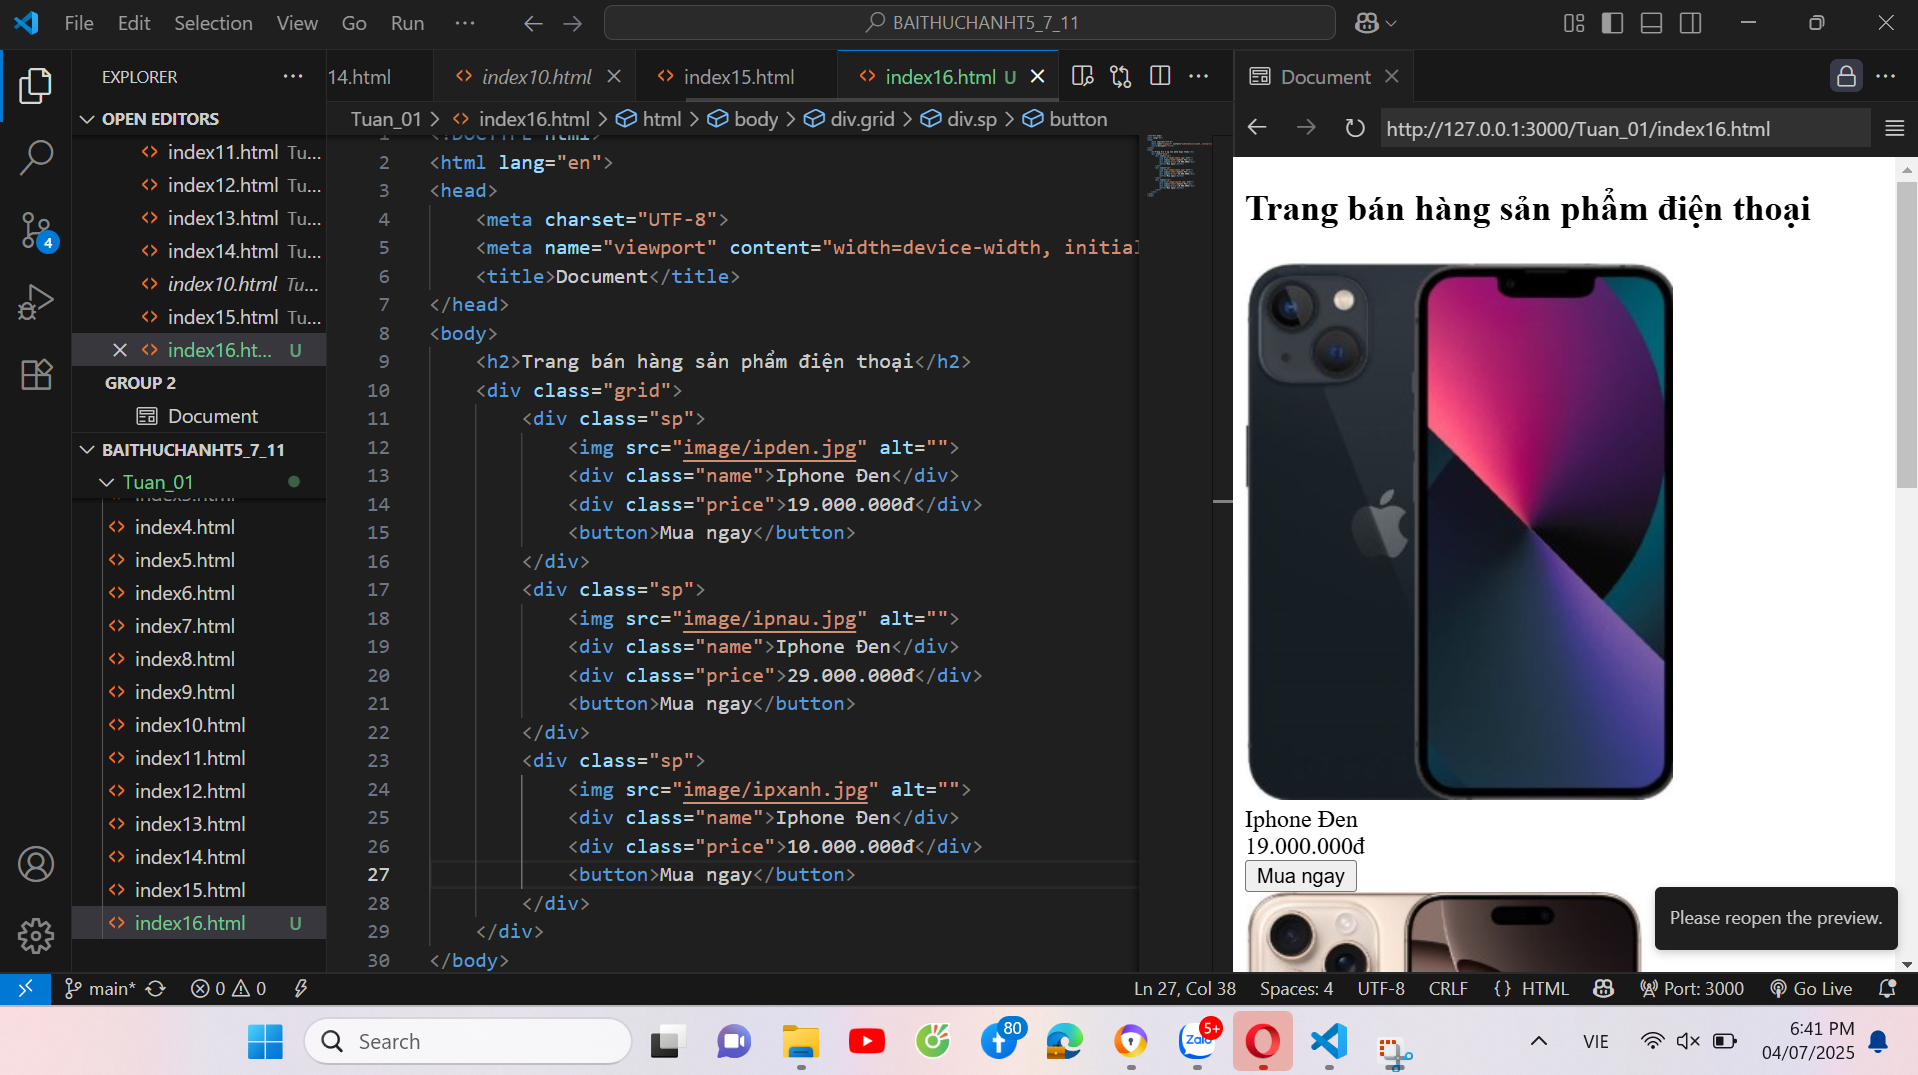 File Edit Selection View Go Run ··· BAITHUCHANHT5_7_11
EXPLORER ···
OPEN EDITORS
index11.html Tu...
index12.html Tu...
index13.html Tu...
index14.html Tu...
index10.html Tu...
index15.html Tu...
index16.ht... U
GROUP 2
Document
BAITHUCHANHT5_7_11
Tuan_01
index4.html
index5.html
index6.html
index7.html
index8.html
index9.html
index10.html
index11.html
index12.html
index13.html
index14.html
index15.html
index16.html U
14.html index10.html index15.html index16.html U
Tuan_01 > index16.html > html > body > div.grid > div.sp > button
1 <!DOCTYPE html>
2 <html lang="en">
3 <head>
4 <meta charset="UTF-8">
5 <meta name="viewport" content="width=device-width, initial
6 <title>Document</title>
7 </head>
8 <body>
9 <h2>Trang bán hàng sản phẩm điện thoại</h2>
10 <div class="grid">
11 <div class="sp">
12 <img src="image/ipden.jpg" alt="">
13 <div class="name">Iphone Đen</div>
14 <div class="price">19.000.000đ</div>
15 <button>Mua ngay</button>
16 </div>
17 <div class="sp">
18 <img src="image/ipnau.jpg" alt="">
19 <div class="name">Iphone Đen</div>
20 <div class="price">29.000.000đ</div>
21 <button>Mua ngay</button>
22 </div>
23 <div class="sp">
24 <img src="image/ipxanh.jpg" alt="">
25 <div class="name">Iphone Đen</div>
26 <div class="price">10.000.000đ</div>
27 <button>Mua ngay</button>
28 </div>
29 </div>
30 </body>
Document
http://127.0.0.1:3000/Tuan_01/index16.html
Trang bán hàng sản phẩm điện thoại
Iphone Đen
19.000.000đ
Mua ngay
Please reopen the preview.
4
main* 0 0 Ln 27, Col 38 Spaces: 4 UTF-8 CRLF {} HTML Port: 3000 Go Live
Search 80 Zalo 5+ VIE 6:41 PM
04/07/2025